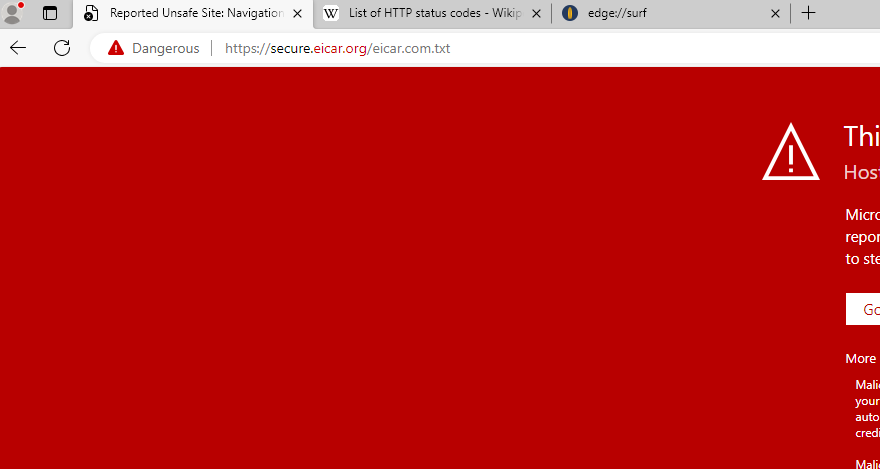 Reported Unsafe Site: Navigation
List of HTTP status codes - Wikip
edge://surf
Dangerous
https://secure.eicar.org/eicar.com.txt
Thi
Host
Micro
repor
to ste
Go
More
Mali
your
auto
credi
Mali